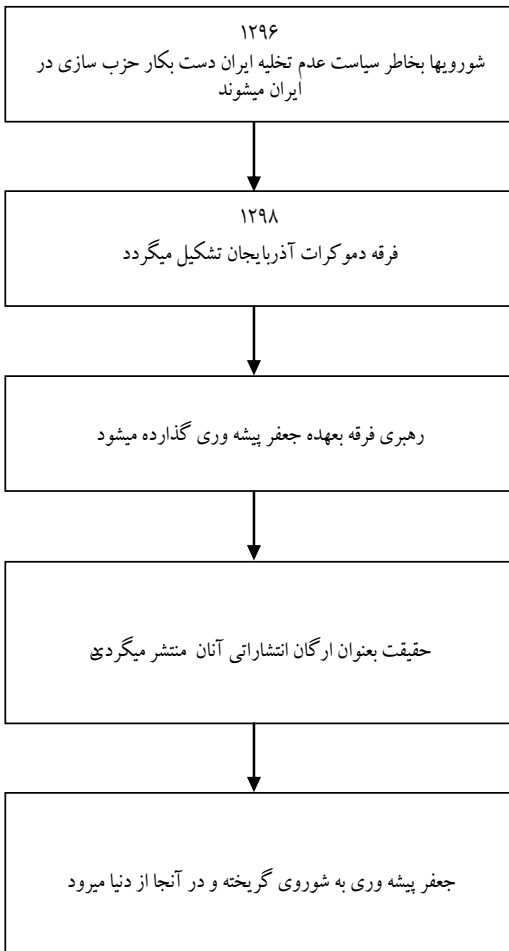 ۱۲۹۶
شورویها بخاطر سیاست عدم تخلیه ایران دست بکار حزب سازی در
ایران میشوند
۱۲۹۸
فرقه دموکرات آذربایجان تشکیل میگردد
رهبری فرقه بعهده جعفر پیشه وری گذارده میشود
حقیقت بعنوان ارگان انتشاراتی آنان منتشر میگردی
جعفر پیشه وری به شوروی گریخته و در آنجا از دنیا میرود